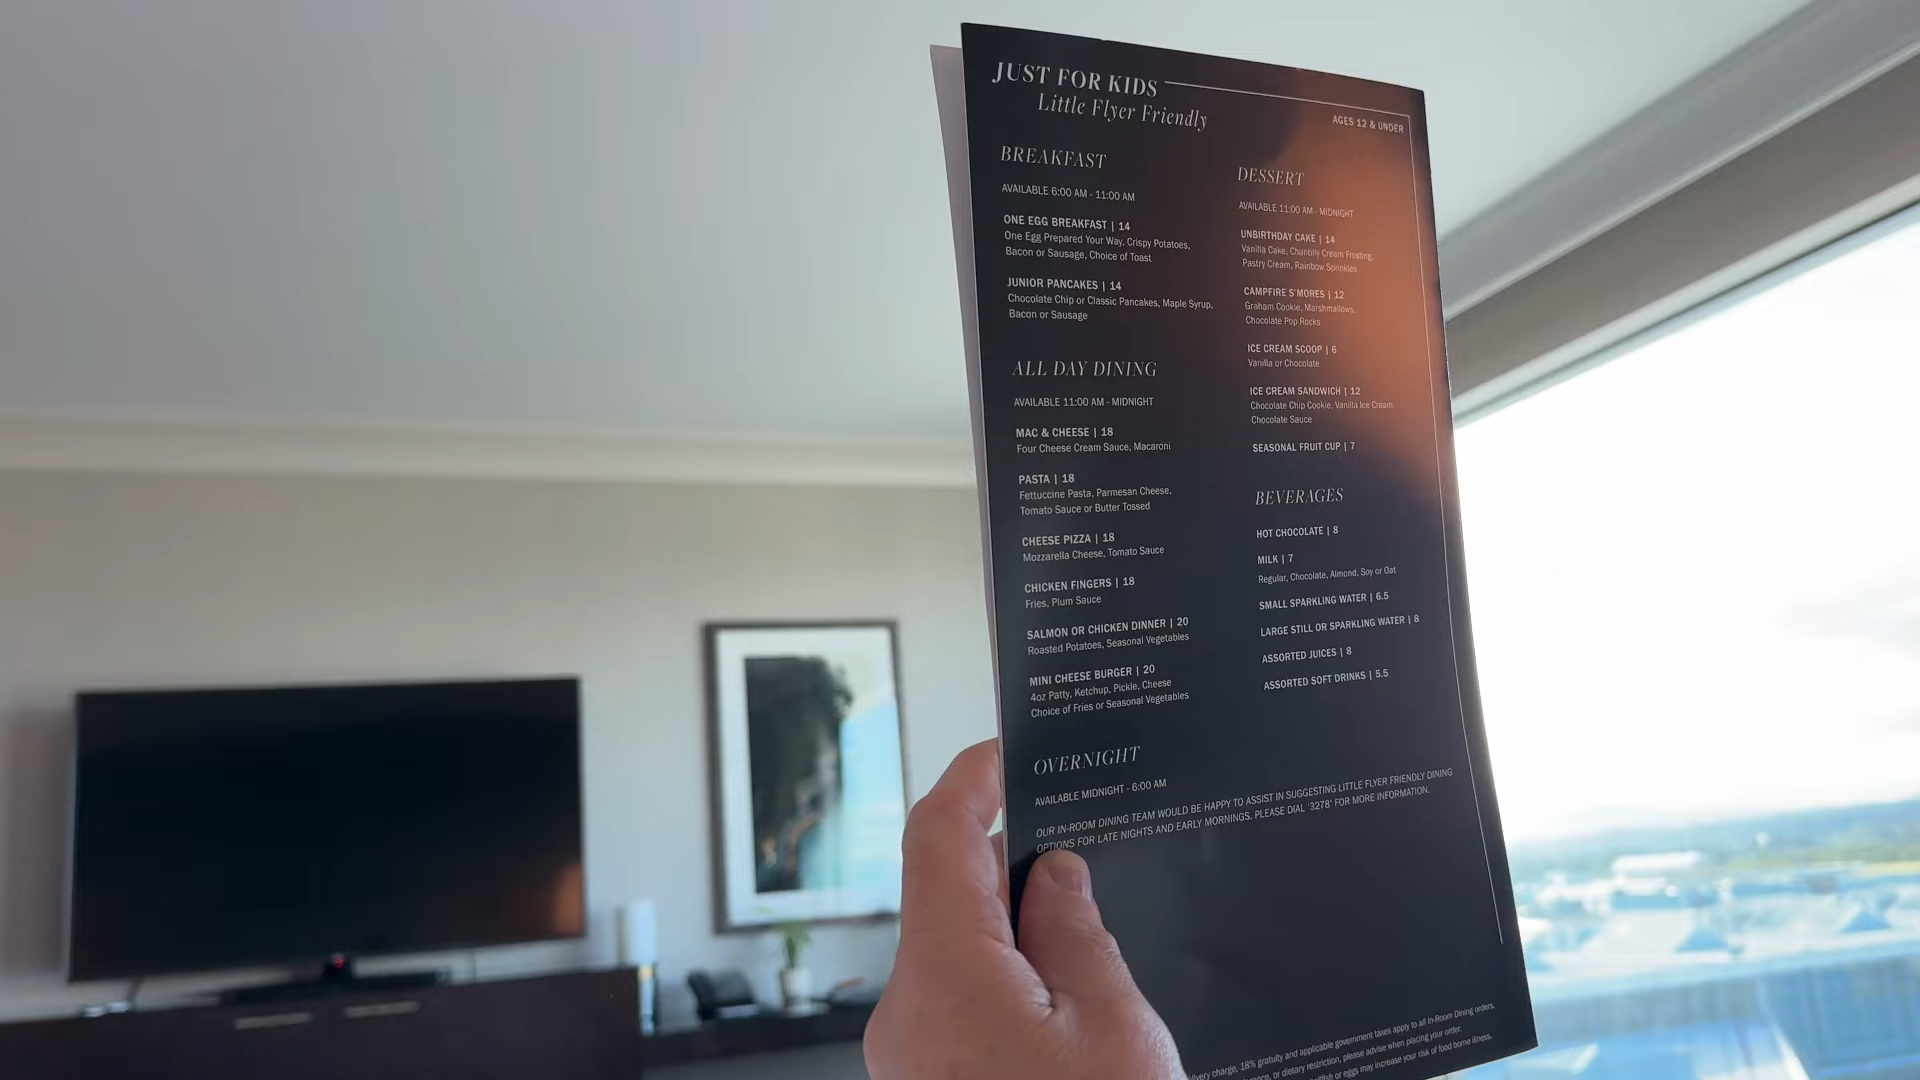 JUST FOR KIDS
Little Flyer Friendly
AGES 12 & UNDER
BREAKFAST
AVAILABLE 6:00 AM - 11:00 AM
ONE EGG BREAKFAST | 14
One Egg Prepared Your Way, Crispy Potatoes,
Bacon or Sausage, Choice of Toast
JUNIOR PANCAKES | 14
Chocolate Chip or Classic Pancakes, Maple Syrup,
Bacon or Sausage
ALL DAY DINING
AVAILABLE 11:00 AM - MIDNIGHT
MAC & CHEESE | 18
Four Cheese Cream Sauce, Macaroni
PASTA | 18
Fettuccine Pasta, Parmesan Cheese,
Tomato Sauce or Butter Tossed
CHEESE PIZZA | 18
Mozzarella Cheese, Tomato Sauce
CHICKEN FINGERS | 18
Fries, Plum Sauce
SALMON OR CHICKEN DINNER | 20
Roasted Potatoes, Seasonal Vegetables
MINI CHEESE BURGER | 20
4oz Patty, Ketchup, Pickle, Cheese
Choice of Fries or Seasonal Vegetables
DESSERT
AVAILABLE 11:00 AM - MIDNIGHT
UNBIRTHDAY CAKE | 14
Vanilla Cake, Chantilly Cream Frosting,
Pastry Cream, Rainbow Sprinkles
CAMPFIRE S'MORES | 12
Graham Cookie, Marshmallows,
Chocolate Pop Rocks
ICE CREAM SCOOP | 6
Vanilla or Chocolate
ICE CREAM SANDWICH | 12
Chocolate Chip Cookie, Vanilla Ice Cream,
Chocolate Sauce
SEASONAL FRUIT CUP | 7
BEVERAGES
HOT CHOCOLATE | 8
MILK | 7
Regular, Chocolate, Almond, Soy or Oat
SMALL SPARKLING WATER | 6.5
LARGE STILL OR SPARKLING WATER | 8
ASSORTED JUICES | 8
ASSORTED SOFT DRINKS | 5.5
OVERNIGHT
AVAILABLE MIDNIGHT - 6:00 AM
OUR IN-ROOM DINING TEAM WOULD BE HAPPY TO ASSIST IN SUGGESTING LITTLE FLYER FRIENDLY DINING
OPTIONS FOR LATE NIGHTS AND EARLY MORNINGS. PLEASE DIAL '3278' FOR MORE INFORMATION.
charge, 18% gratuity and applicable government taxes apply to all In-Room Dining orders.
or dietary restriction, please advise when placing your order.
or eggs may increase your risk of food borne illness.